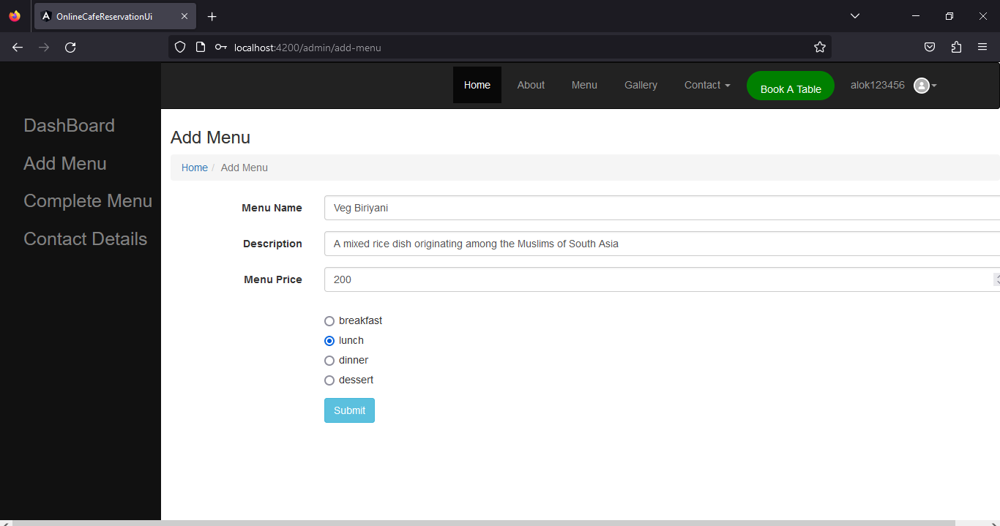 OnlineCafeReservationUi
localhost:4200/admin/add-menu
Home About Menu Gallery Contact Book A Table alok123456
DashBoard
Add Menu
Complete Menu
Contact Details
Add Menu
Home / Add Menu
Menu Name Veg Biriyani
Description A mixed rice dish originating among the Muslims of South Asia
Menu Price 200
breakfast
lunch
dinner
dessert
Submit